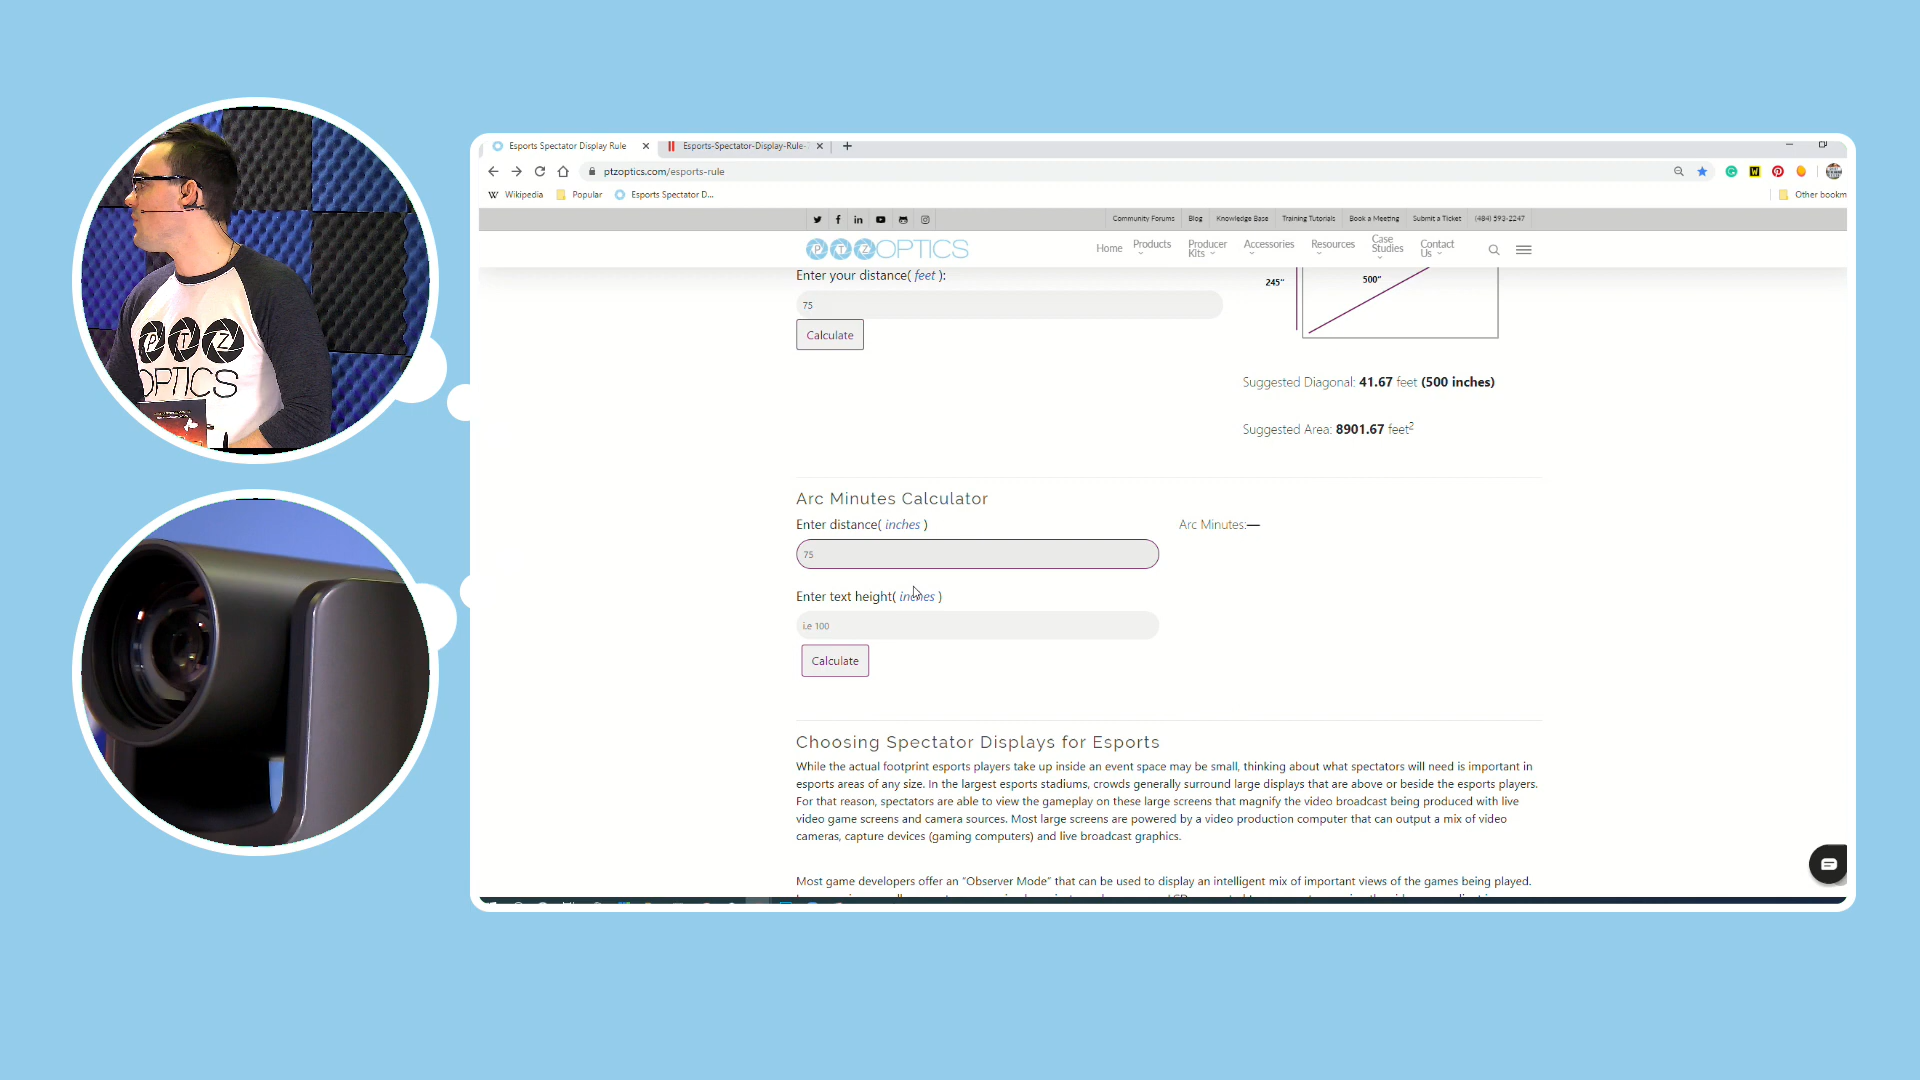 P T Z
OPTICS
Esports Spectator Display Rule
Esports-Spectator-Display-Rule-
ptzoptics.com/esports-rule
W Wikipedia Popular Esports Spectator D... Other bookm
Community Forums Blog Knowledge Base Training Tutorials Book a Meeting Submit a Ticket (484) 593-2247
PTZOPTICS
Home Products Producer Kits Accessories Resources Case Studies Contact Us
Enter your distance( feet ):
75
Calculate
245"
500"
Suggested Diagonal: 41.67 feet (500 inches)
Suggested Area: 8901.67 feet2
Arc Minutes Calculator
Enter distance( inches )
Arc Minutes:—
75
Enter text height( inches )
i.e 100
Calculate
Choosing Spectator Displays for Esports
While the actual footprint esports players take up inside an event space may be small, thinking about what spectators will need is important in
esports areas of any size. In the largest esports stadiums, crowds generally surround large displays that are above or beside the esports players.
For that reason, spectators are able to view the gameplay on these large screens that magnify the video broadcast being produced with live
video game screens and camera sources. Most large screens are powered by a video production computer that can output a mix of video
cameras, capture devices (gaming computers) and live broadcast graphics.
Most game developers offer an “Observer Mode” that can be used to display an intelligent mix of important views of the games being played.